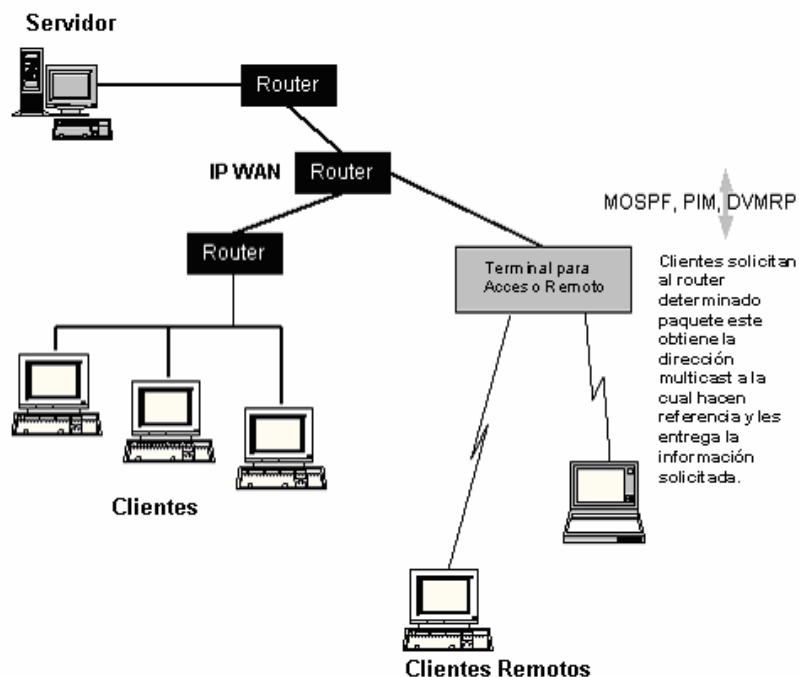 Servidor
Router
IP WAN
Router
MOSPF, PIM, DVMRP
Router
Terminal para
Acceso Remoto
Clientes solicitan
al router
determinado
paquete este
obtiene la
dirección
multicast a la
cual hacen
referencia y les
entrega la
información
solicitada.
Clientes
Clientes Remotos